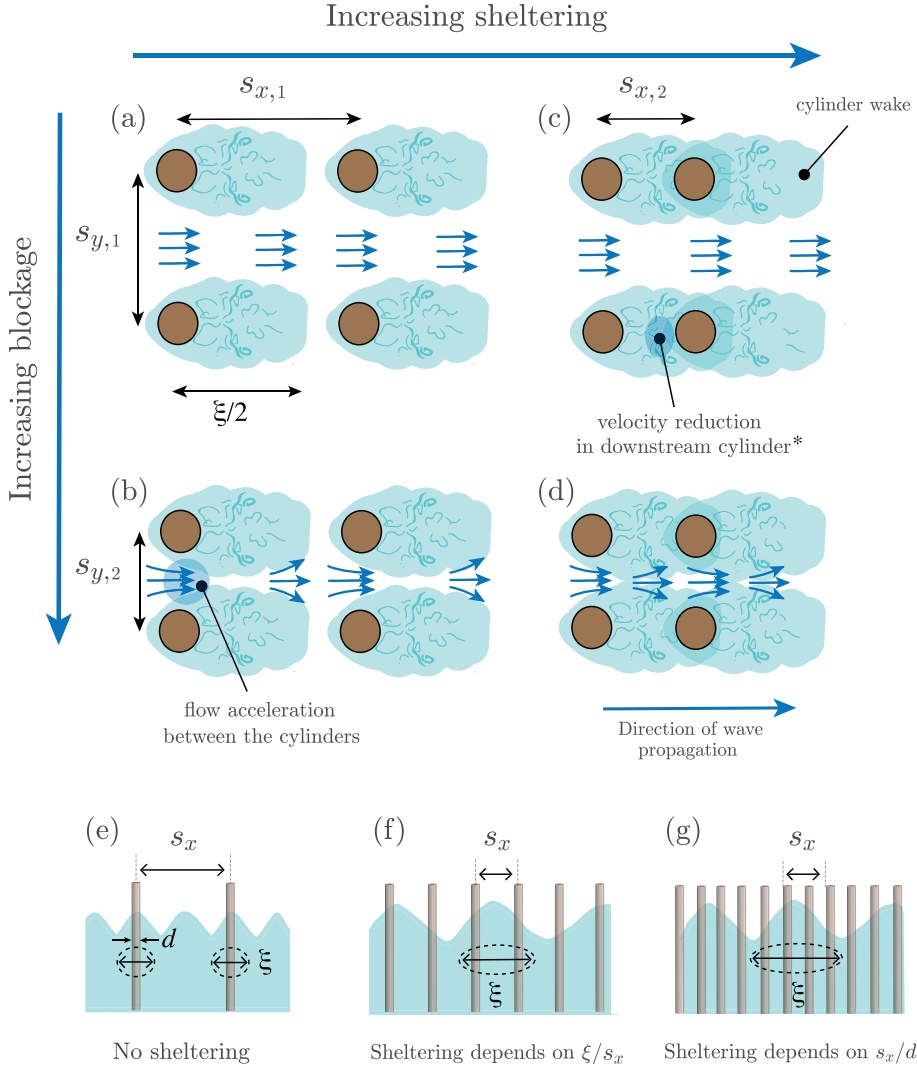 Increasing sheltering
Increasing blockage
(a)
s_{x,1}
s_{y,1}
ξ/2
(c)
s_{x,2}
cylinder wake
velocity reduction
in downstream cylinder*
(b)
s_{y,2}
flow acceleration
between the cylinders
(d)
Direction of wave
propagation
(e)
s_x
d
ξ
No sheltering
(f)
s_x
ξ
Sheltering depends on ξ/s_x
(g)
s_x
ξ
Sheltering depends on s_x/d